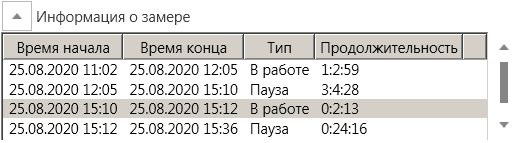 Информация о замере
Время начала Время конца Тип Продолжительность
25.08.2020 11:02 25.08.2020 12:05 В работе 1:2:59
25.08.2020 12:05 25.08.2020 15:10 Пауза 3:4:28
25.08.2020 15:10 25.08.2020 15:12 В работе 0:2:13
25.08.2020 15:12 25.08.2020 15:36 Пауза 0:24:16